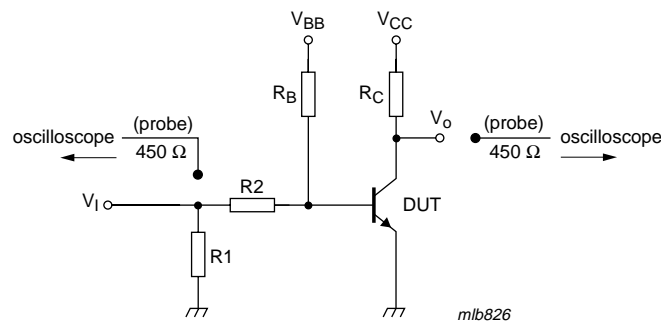 VBB
VCC
RB
RC
(probe)
oscilloscope
450 Ω
Vo
(probe)
oscilloscope
450 Ω
R2
VI
DUT
R1
mlb826